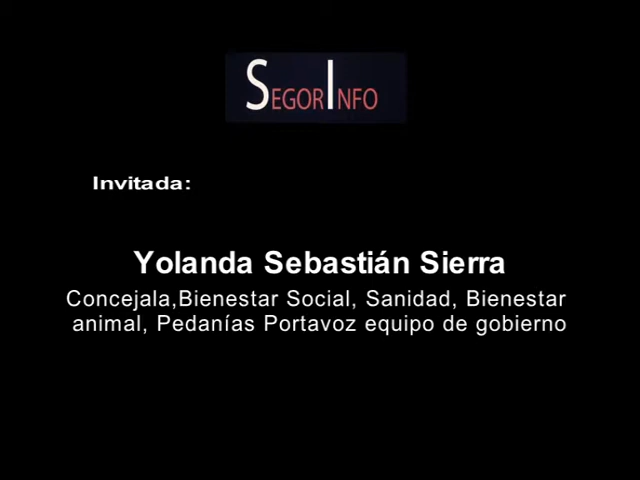 SEGORINFO
Invitada:
Yolanda Sebastián Sierra
Concejala,Bienestar Social, Sanidad, Bienestar
animal, Pedanías Portavoz equipo de gobierno